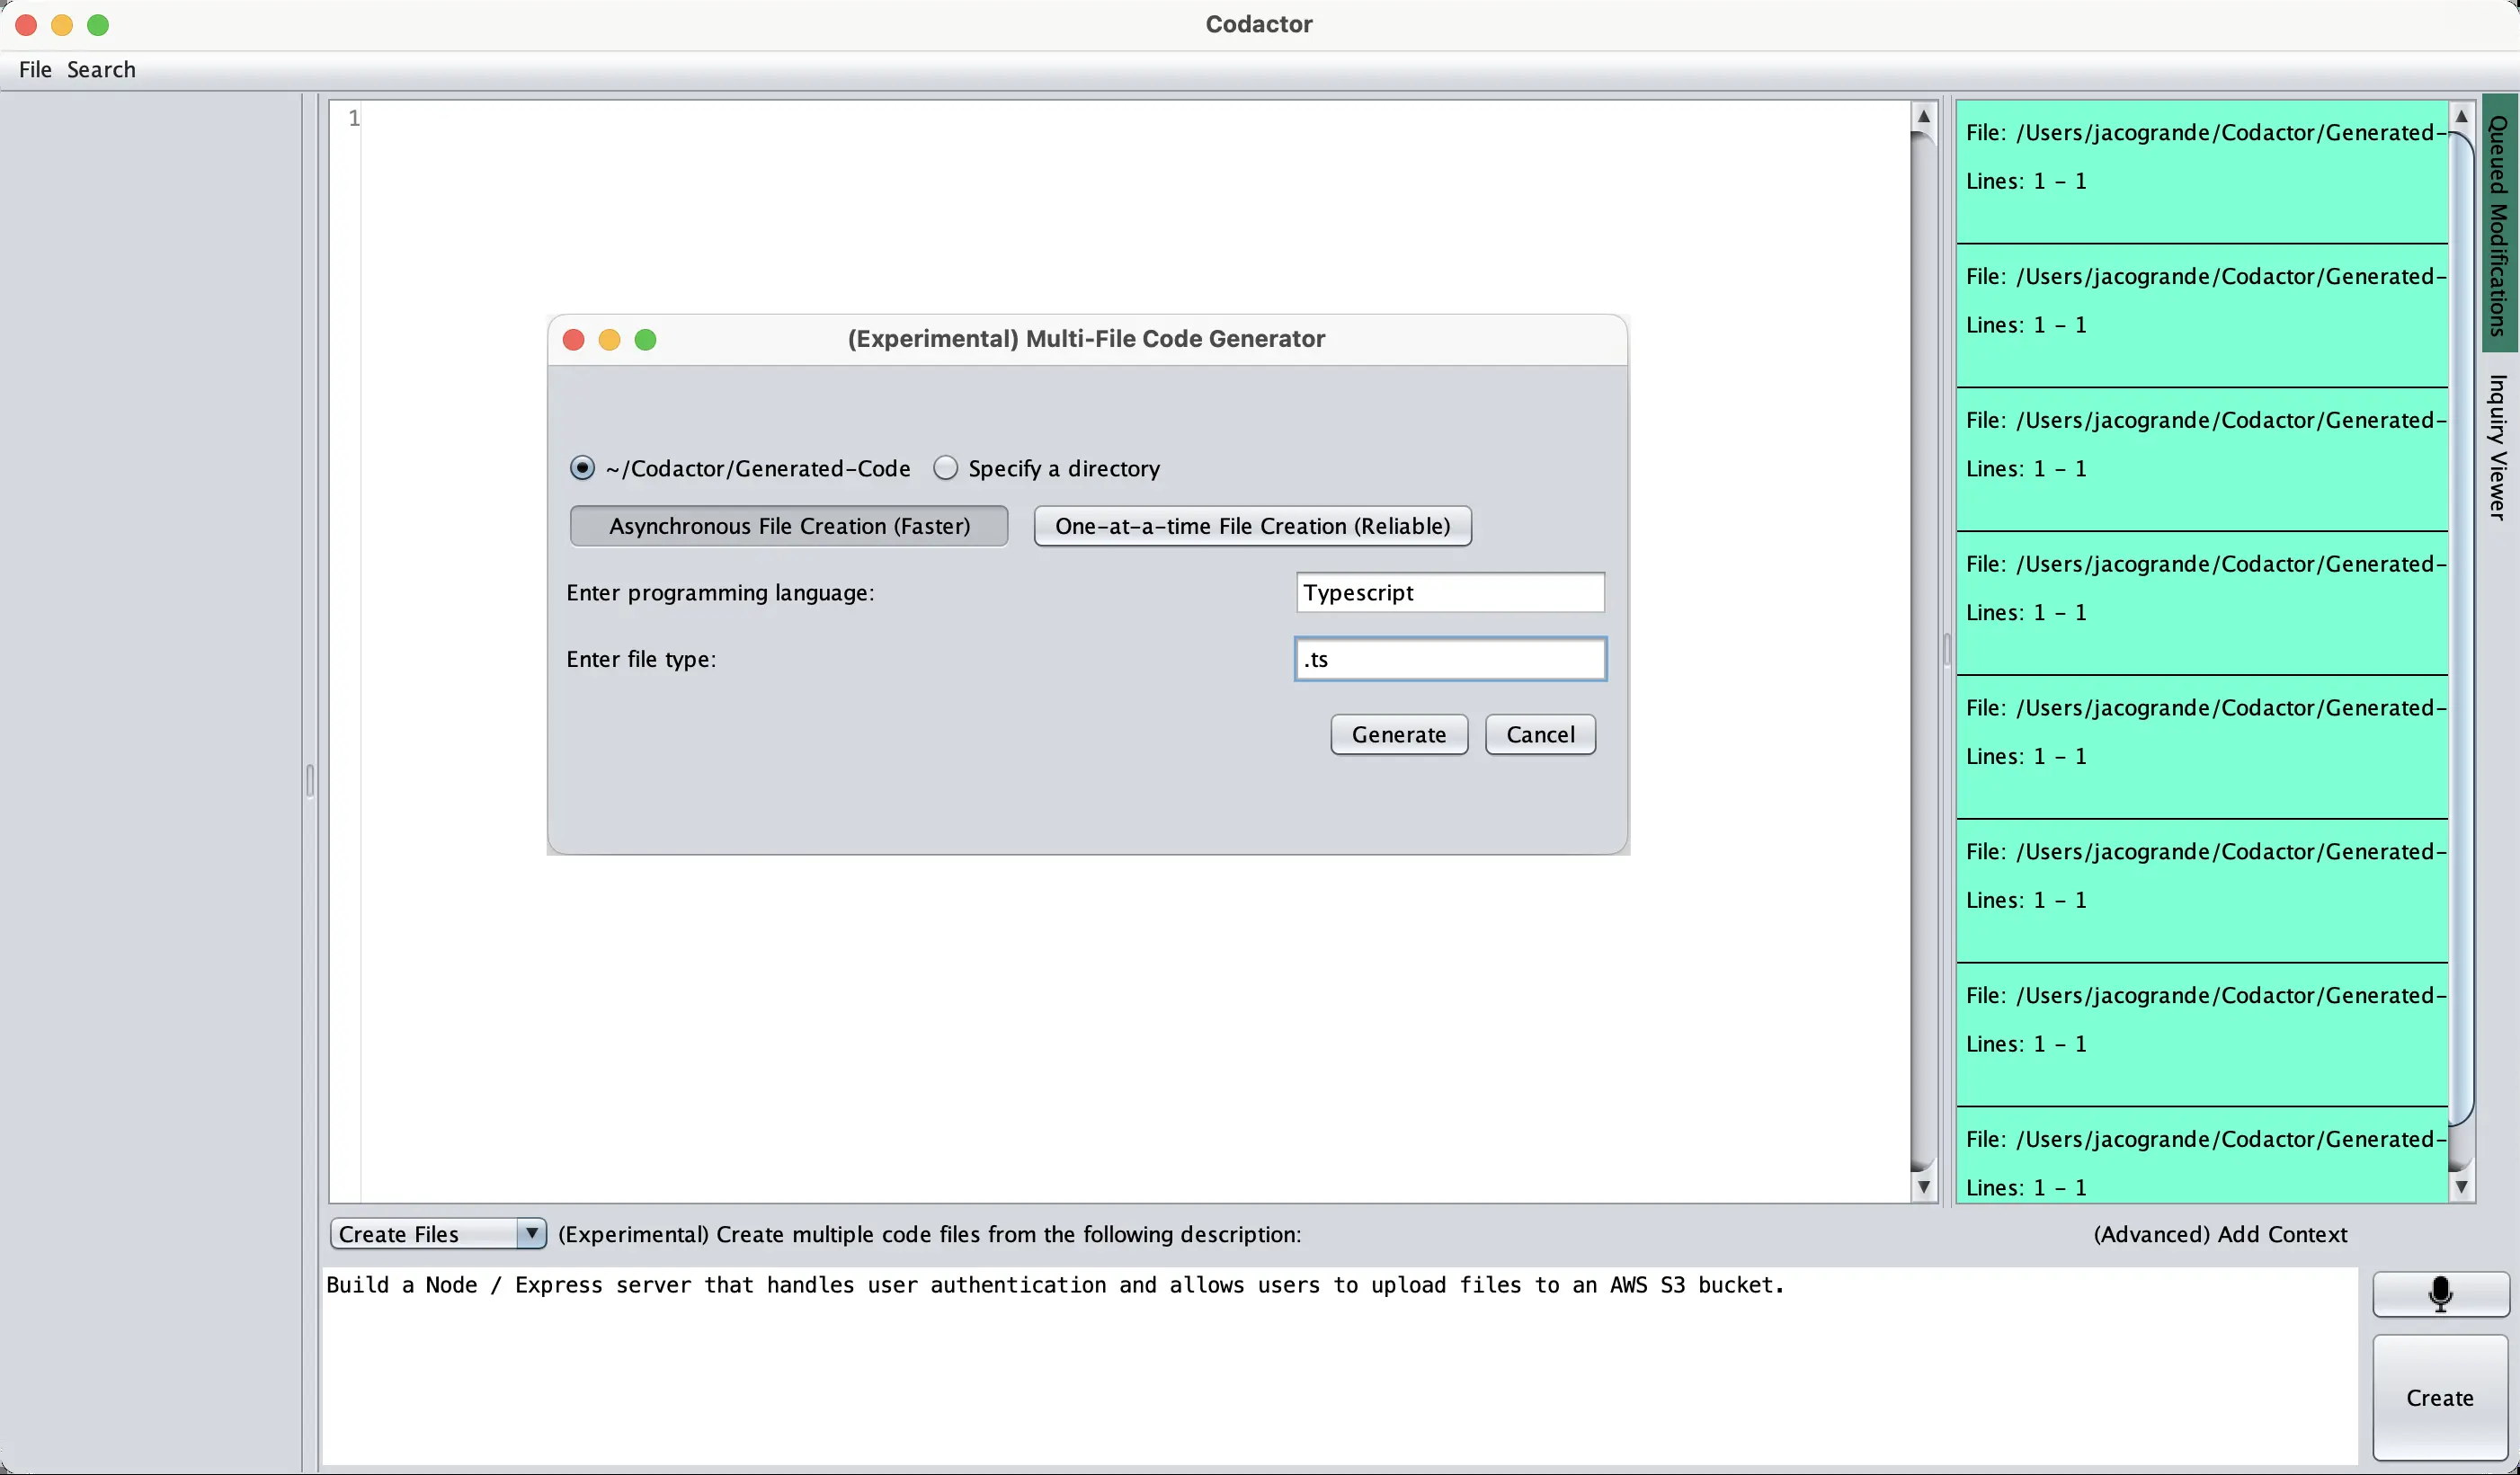 Codactor
File Search
1
(Experimental) Multi-File Code Generator
~/Codactor/Generated-Code Specify a directory
Asynchronous File Creation (Faster) One-at-a-time File Creation (Reliable)
Enter programming language: Typescript
Enter file type: .ts
Generate Cancel
File: /Users/jacogrande/Codactor/Generated-
Lines: 1 - 1
File: /Users/jacogrande/Codactor/Generated-
Lines: 1 - 1
File: /Users/jacogrande/Codactor/Generated-
Lines: 1 - 1
File: /Users/jacogrande/Codactor/Generated-
Lines: 1 - 1
File: /Users/jacogrande/Codactor/Generated-
Lines: 1 - 1
File: /Users/jacogrande/Codactor/Generated-
Lines: 1 - 1
File: /Users/jacogrande/Codactor/Generated-
Lines: 1 - 1
File: /Users/jacogrande/Codactor/Generated-
Lines: 1 - 1
Queued Modifications
Inquiry Viewer
Create Files (Experimental) Create multiple code files from the following description: (Advanced) Add Context
Build a Node / Express server that handles user authentication and allows users to upload files to an AWS S3 bucket.
Create